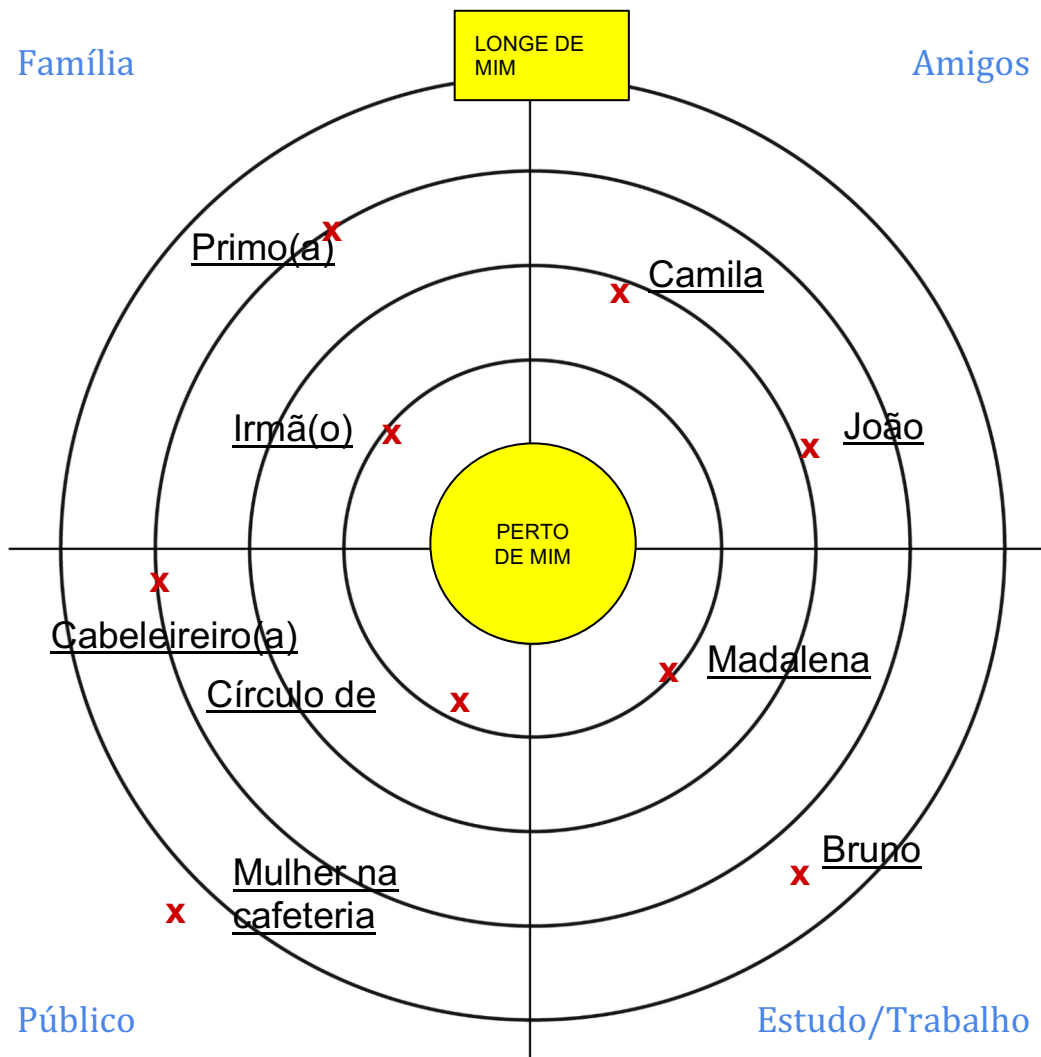 LONGE DE
MIM
Família
Amigos
Primo(a)
x
Camila
x
Irmã(o)
x
João
x
PERTO
DE MIM
x
Cabeleireiro(a)
Madalena
x
Círculo de
x
Bruno
x
Mulher na
cafeteria
x
Público
Estudo/Trabalho